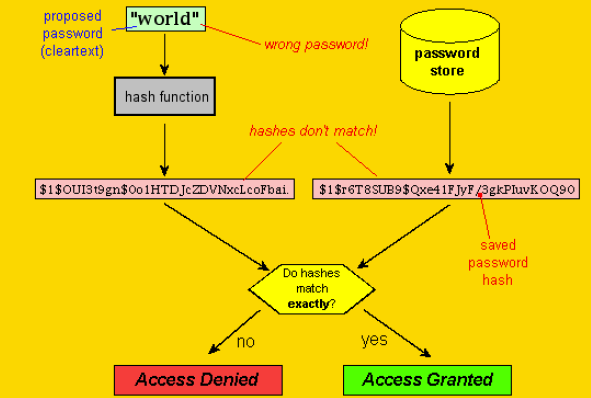 proposed
password
(cleartext)
"world"
wrong password!
password
store
hash function
hashes don't match!
$1$OUI3t9gn$0o1HTDJcZDVNxcLcoFbai.
$1$r6T8SUB9$Qxe41FJyF/3gkPIuvKOQ90
saved
password
hash
Do hashes
match
exactly?
no
yes
Access Denied
Access Granted